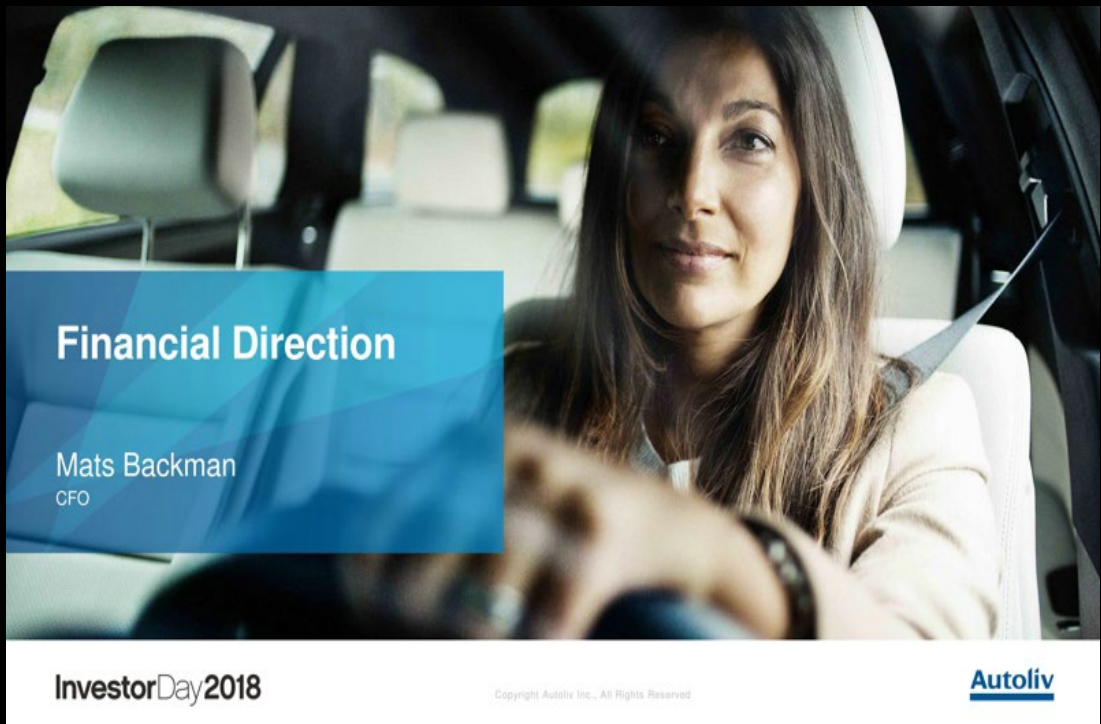 Financial Direction
Mats Backman
CFO
InvestorDay2018
Copyright Autoliv Inc., All Rights Reserved
Autoliv